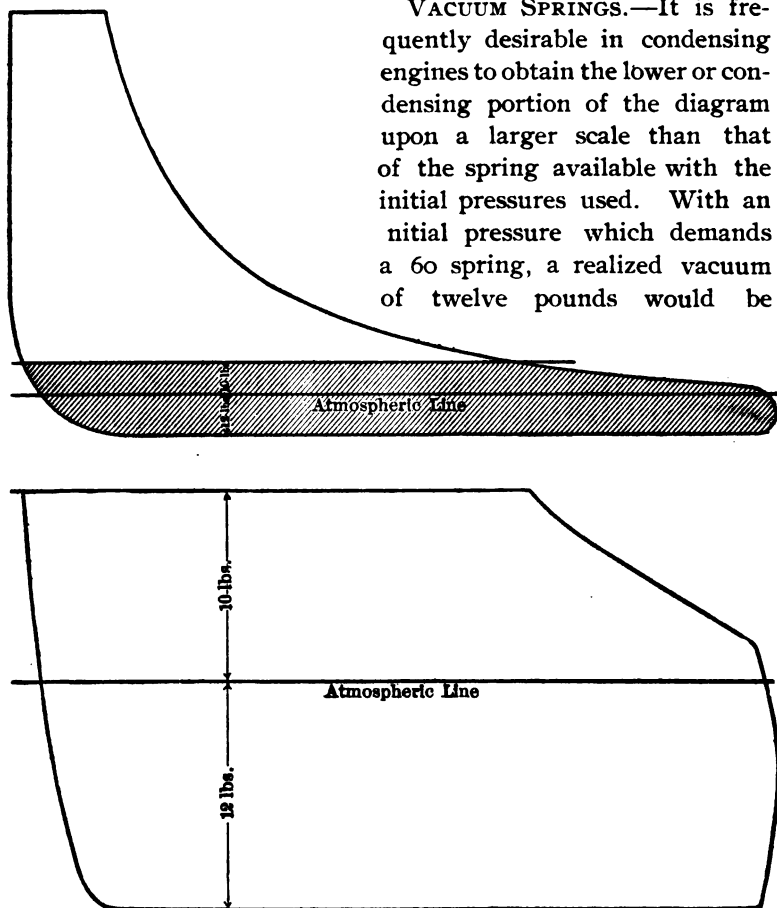 VACUUM SPRINGS.—It is fre-
quently desirable in condensing
engines to obtain the lower or con-
densing portion of the diagram
upon a larger scale than that
of the spring available with the
initial pressures used. With an
nitial pressure which demands
a 60 spring, a realized vacuum
of twelve pounds would be
Atmospheric Line
10 lbs.
Atmospheric Line
12 lbs.